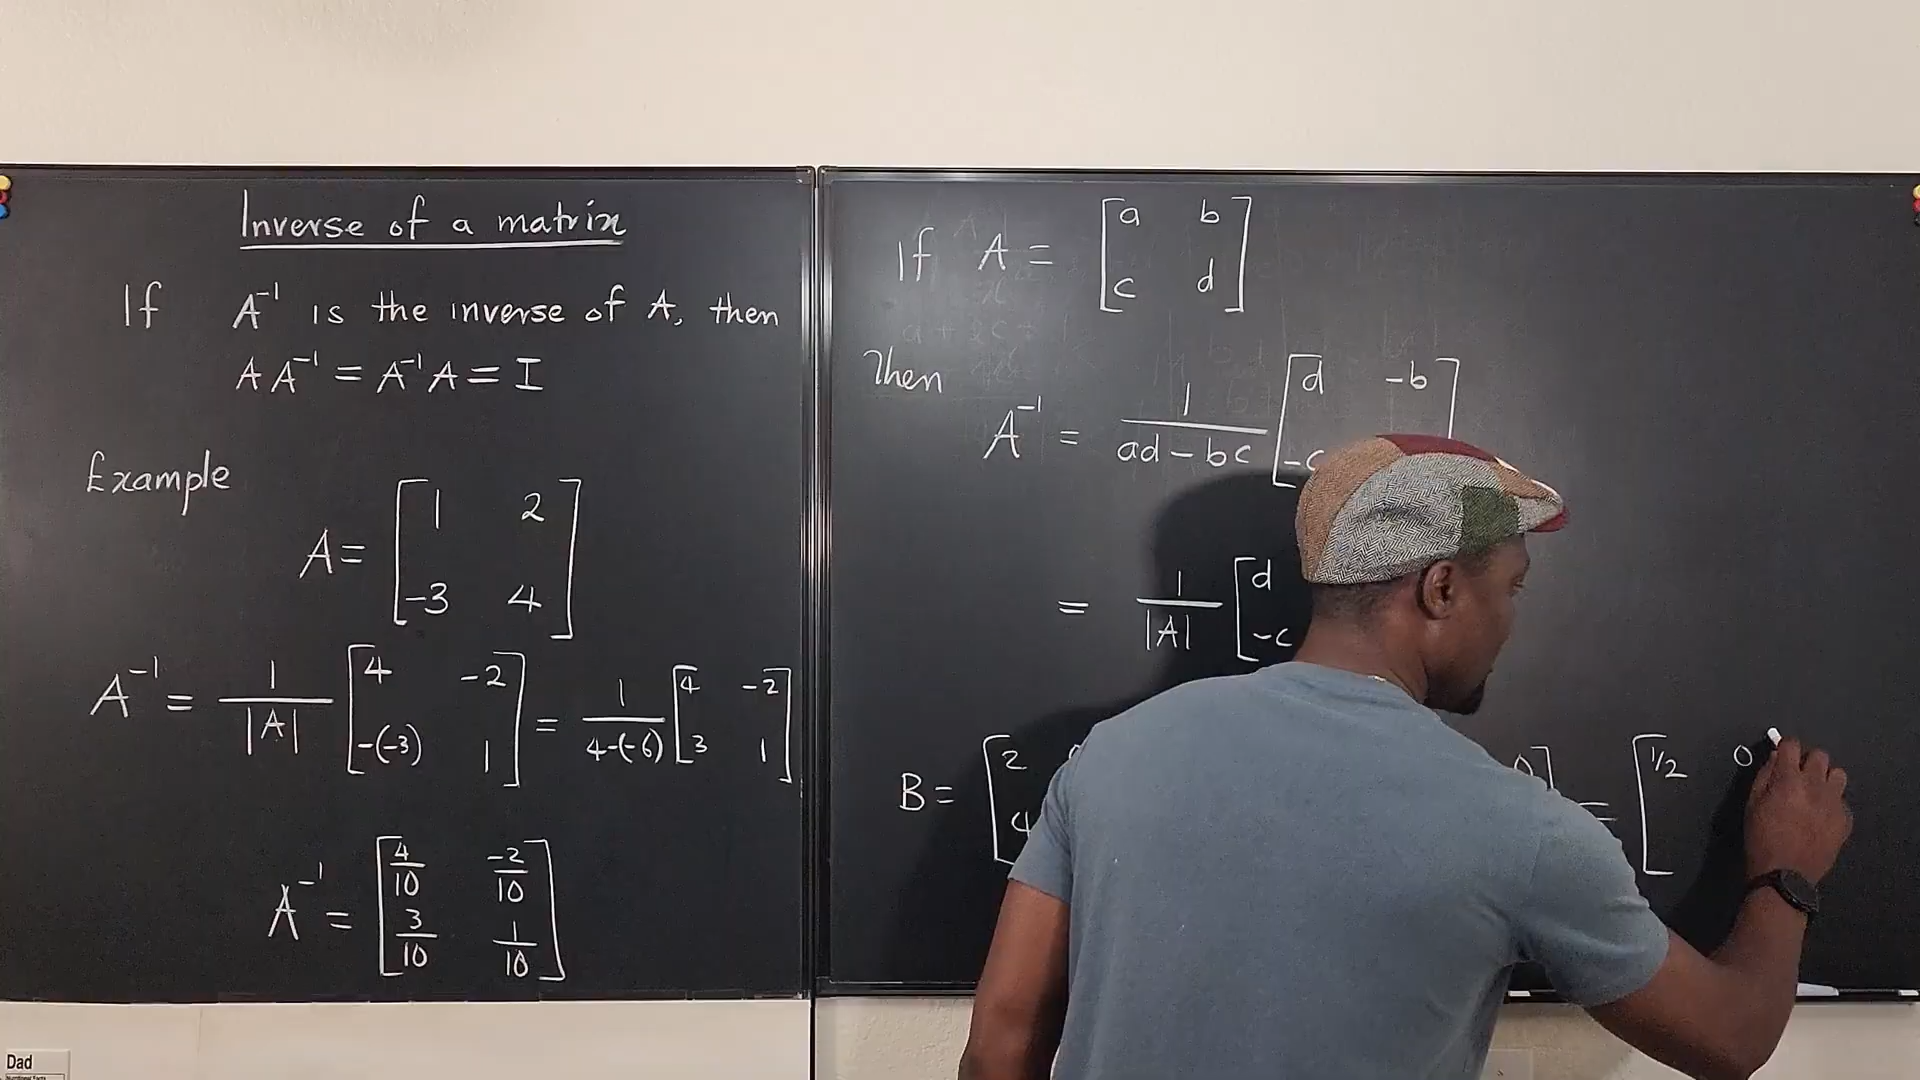 Inverse of a matrix
If A⁻¹ is the inverse of A, then
A A⁻¹ = A⁻¹ A = I
Example
A = [1 2
-3 4]
A⁻¹ = 1/|A| [4 -2
-(-3) 1] = 1/4-(-6) [4 -2
3 1]
A⁻¹ = [4/10 -2/10
3/10 1/10]
If A = [a b
c d]
Then
A⁻¹ = 1/ad-bc [d -b
-c
= 1/|A| [d
-c
B = [2
4
0] = [1/2 0
Dad